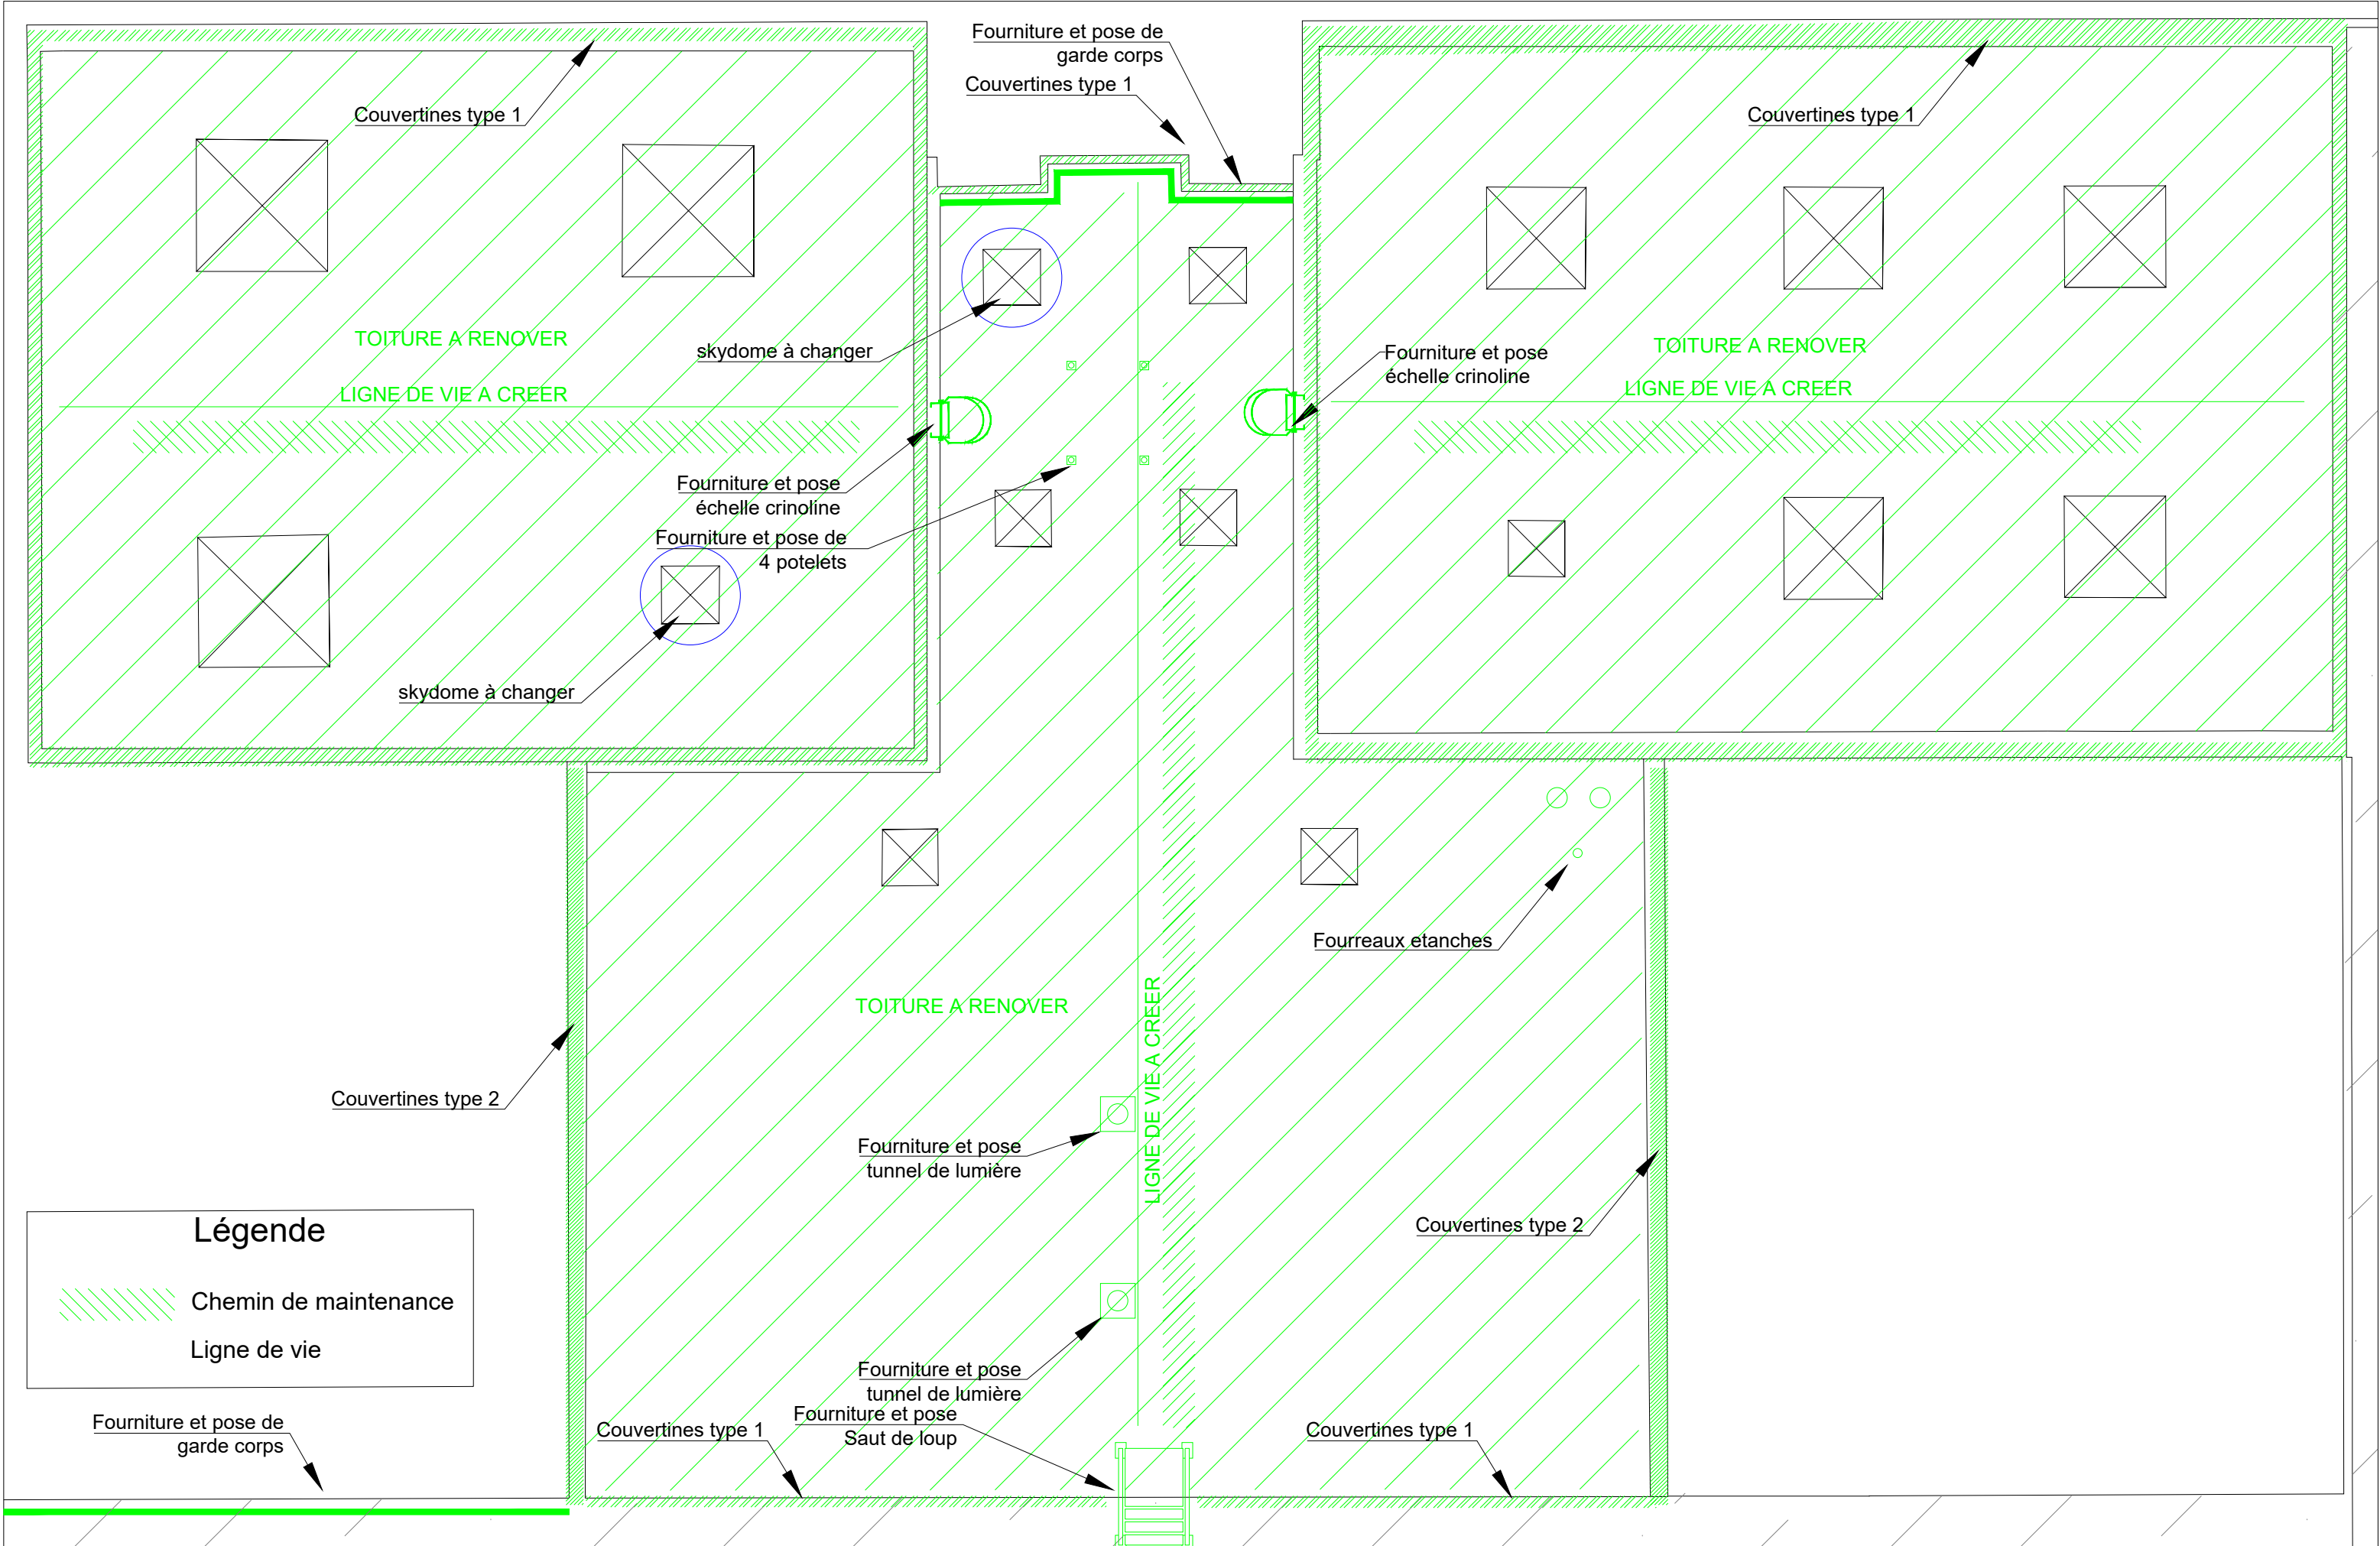 Fourniture et pose de
garde corps
Couvertines type 1
Couvertines type 1
Couvertines type 1
TOITURE A RENOVER
LIGNE DE VIE A CREER
skydome à changer
Fourniture et pose
échelle crinoline
TOITURE A RENOVER
LIGNE DE VIE A CREER
Fourniture et pose
échelle crinoline
Fourniture et pose de
4 potelets
skydome à changer
Fourreaux etanches
TOITURE A RENOVER
LIGNE DE VIE A CREER
Couvertines type 2
Fourniture et pose
tunnel de lumière
Couvertines type 2
Légende
Chemin de maintenance
Ligne de vie
Fourniture et pose
tunnel de lumière
Fourniture et pose de
garde corps
Couvertines type 1
Fourniture et pose
Saut de loup
Couvertines type 1